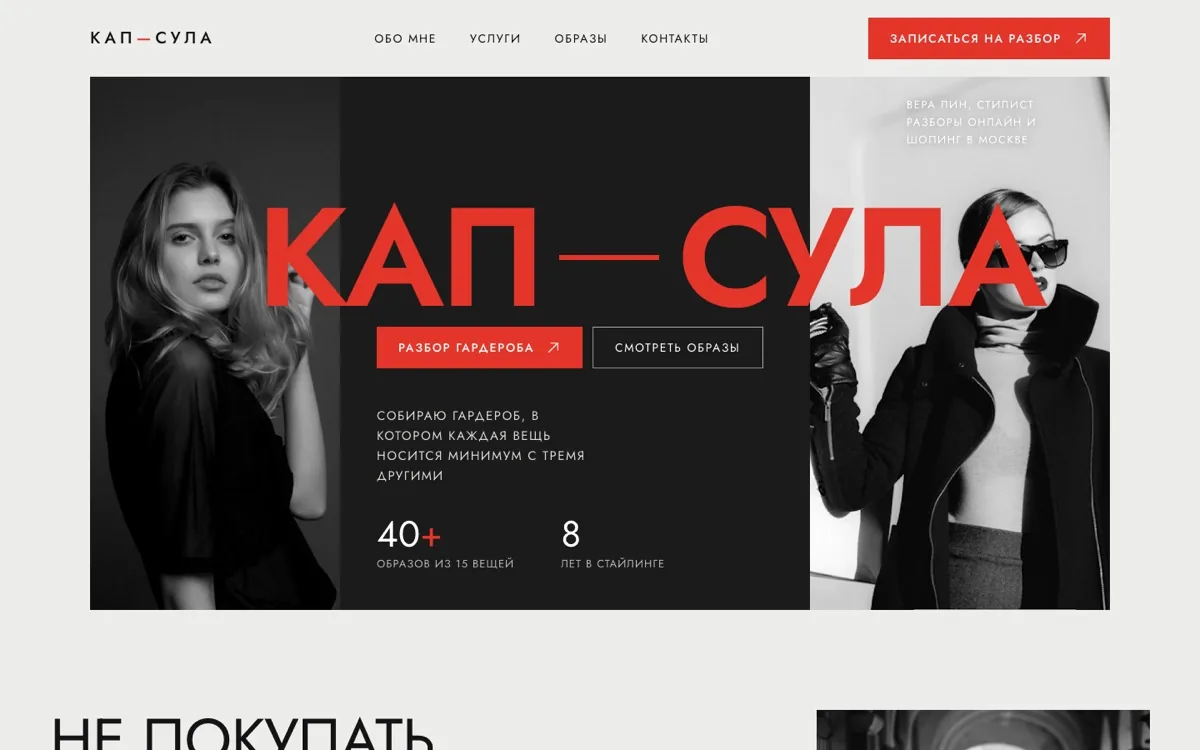 КАП—СУЛА
ОБО МНЕ
УСЛУГИ
ОБРАЗЫ
КОНТАКТЫ
ЗАПИСАТЬСЯ НА РАЗБОР
ВЕРА ЛИН, СТИЛИСТ
РАЗБОРЫ ОНЛАЙН И
ШОПИНГ В МОСКВЕ
КАП—СУЛА
РАЗБОР ГАРДЕРОБА
СМОТРЕТЬ ОБРАЗЫ
СОБИРАЮ ГАРДЕРОБ, В
КОТОРОМ КАЖДАЯ ВЕЩЬ
НОСИТСЯ МИНИМУМ С ТРЕМЯ
ДРУГИМИ
40+
ОБРАЗОВ ИЗ 15 ВЕЩЕЙ
8
ЛЕТ В СТАЙЛИНГЕ
НЕ ПОКУПАТЬ